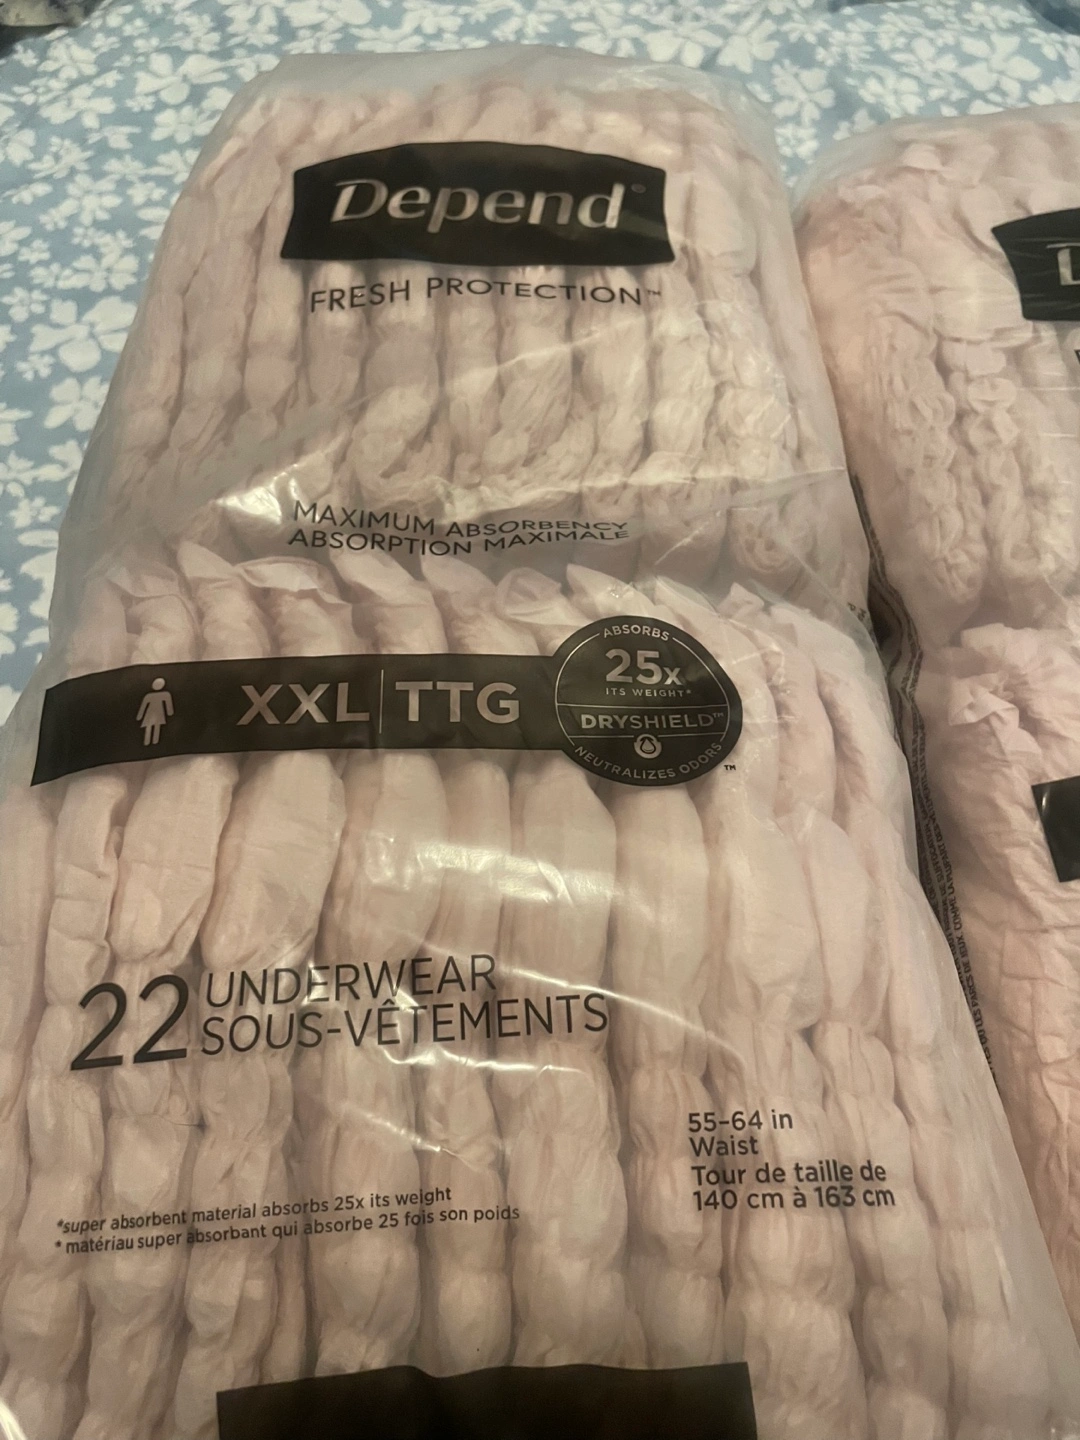 Depend®
FRESH PROTECTION™
MAXIMUM ABSORBENCY
ABSORPTION MAXIMALE
XXL | TTG
ABSORBS
25x
ITS WEIGHT*
DRYSHIELD™
NEUTRALIZES ODORS
™
22 UNDERWEAR
SOUS-VÊTEMENTS
55-64 in
Waist
Tour de taille de
140 cm à 163 cm
*super absorbent material absorbs 25x its weight
* matériau super absorbant qui absorbe 25 fois son poids